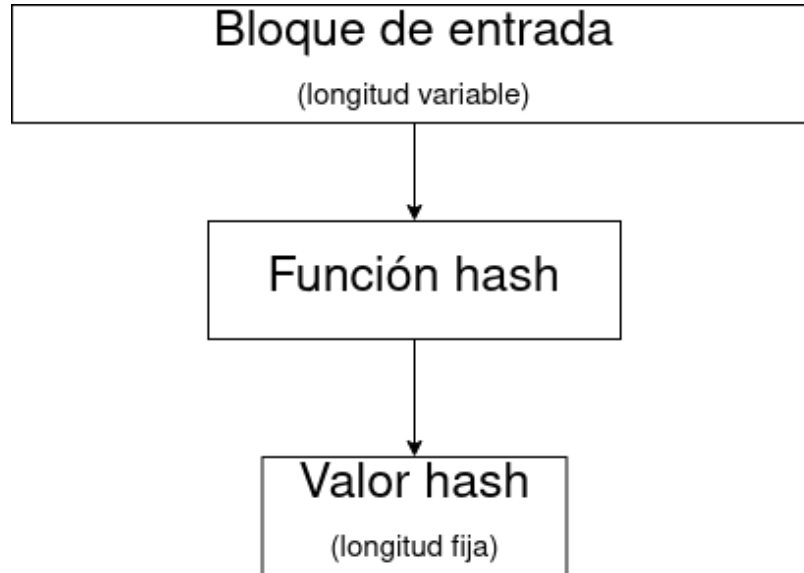 Bloque de entrada
(longitud variable)
Función hash
Valor hash
(longitud fija)